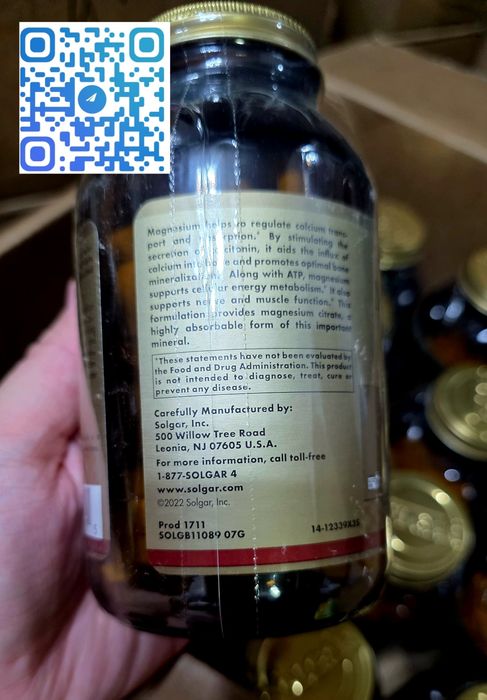 Magnesium helps to regulate calcium trans-
port and absorption.* By stimulating the
secretion of calcitonin, it aids the influx of
calcium into bone and promotes optimal bone
mineralization.* Along with ATP, magnesium
supports cellular energy metabolism.* It also
supports nerve and muscle function.* This
formulation provides magnesium citrate, a
highly absorbable form of this important
mineral.
*These statements have not been evaluated by
the Food and Drug Administration. This product
is not intended to diagnose, treat, cure or
prevent any disease.
Carefully Manufactured by:
Solgar, Inc.
500 Willow Tree Road
Leonia, NJ 07605 U.S.A.
For more information, call toll-free
1-877-SOLGAR 4
www.solgar.com
©2022 Solgar, Inc.
Prod 1711
SOLGB11089 07G
14-12339X35